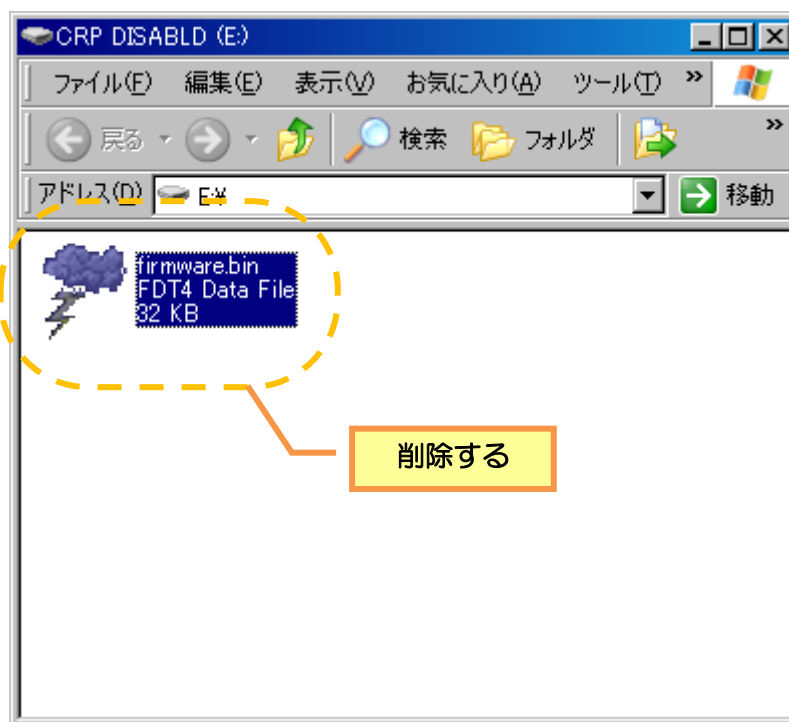 CRP DISABLD (E:)
ファイル(F) 編集(E) 表示(V) お気に入り(A) ツール(T) »
戻る 検索 フォルダ »
アドレス(D) E:¥ 移動
firmware.bin
FDT4 Data File
32 KB
削除する